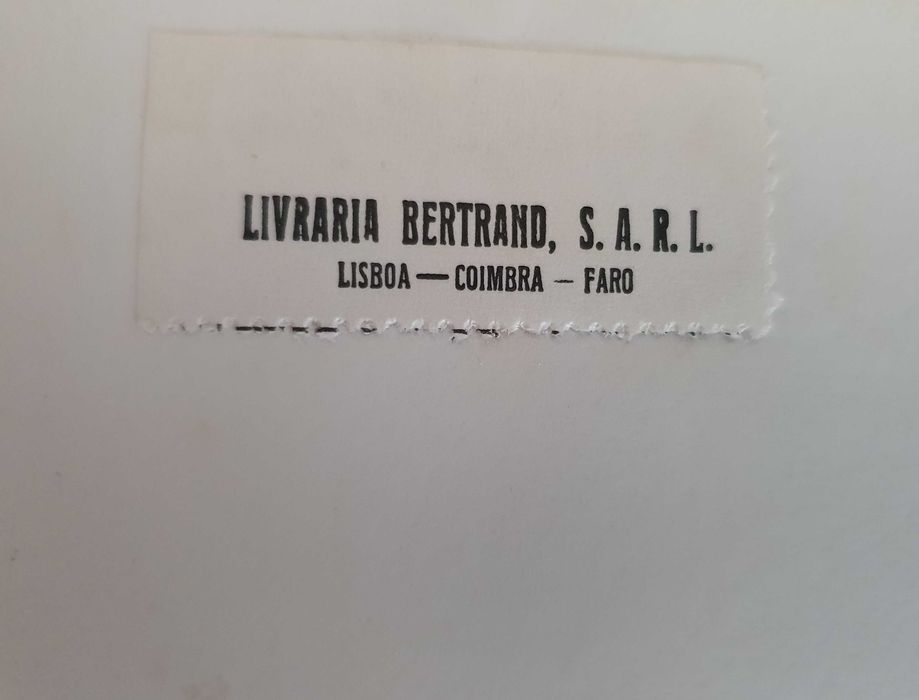 LIVRARIA BERTRAND, S. A. R. L.
LISBOA — COIMBRA — FARO